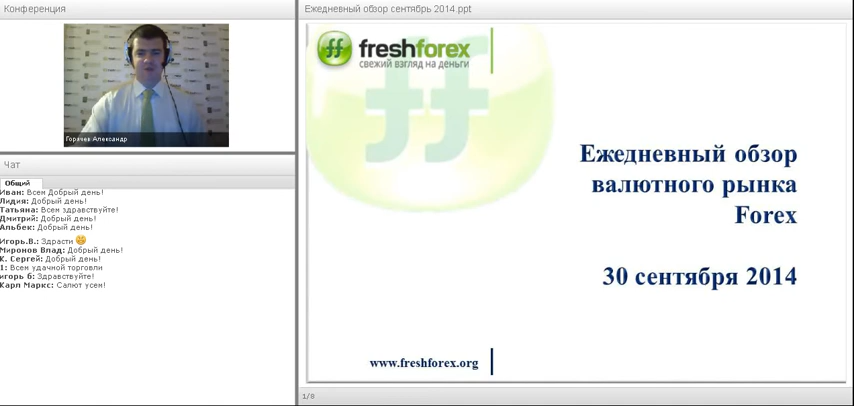 Конференция
Горячев Александр
Чат
Общий
Иван: Всем Добрый день!
Лидия: Добрый день!
Татьяна: Всем здравствуйте!
Дмитрий: Добрый день!
Альбек: Добрый день!
Игорь.В.: Здрасти
Миронов Влад: Добрый день!
К. Сергей: Добрый день!
1: Всем удачной торговли
игорь б: Здравствуйте!
Карл Маркс: Салют усем!
Ежедневный обзор сентябрь 2014.ppt
ff freshforex
свежий взгляд на деньги
Ежедневный обзор
валютного рынка
Forex
30 сентября 2014
www.freshforex.org
1/8